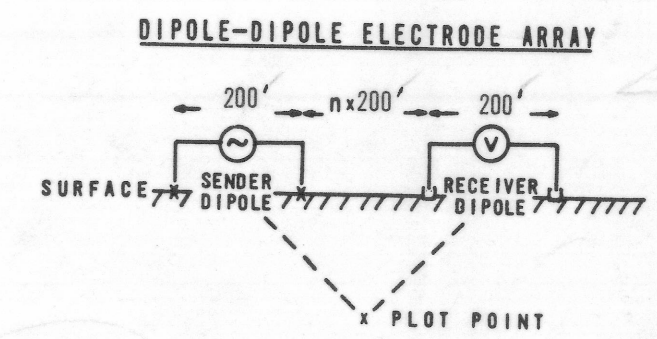 DIPOLE-DIPOLE ELECTRODE ARRAY
200' n x 200' 200'
~ V
SURFACE x SENDER x RECEIVER
DIPOLE DIPOLE
x PLOT POINT